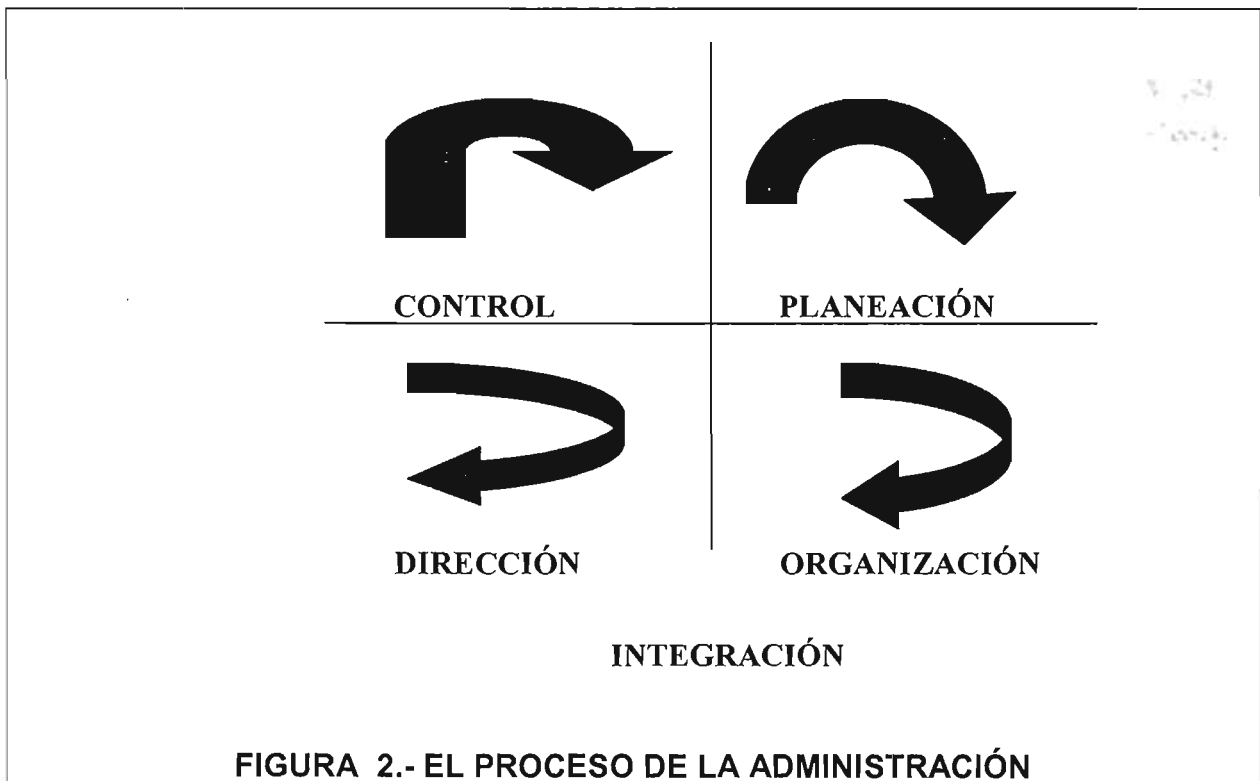 CONTROL PLANEACIÓN
DIRECCIÓN ORGANIZACIÓN
INTEGRACIÓN
FIGURA 2.- EL PROCESO DE LA ADMINISTRACIÓN